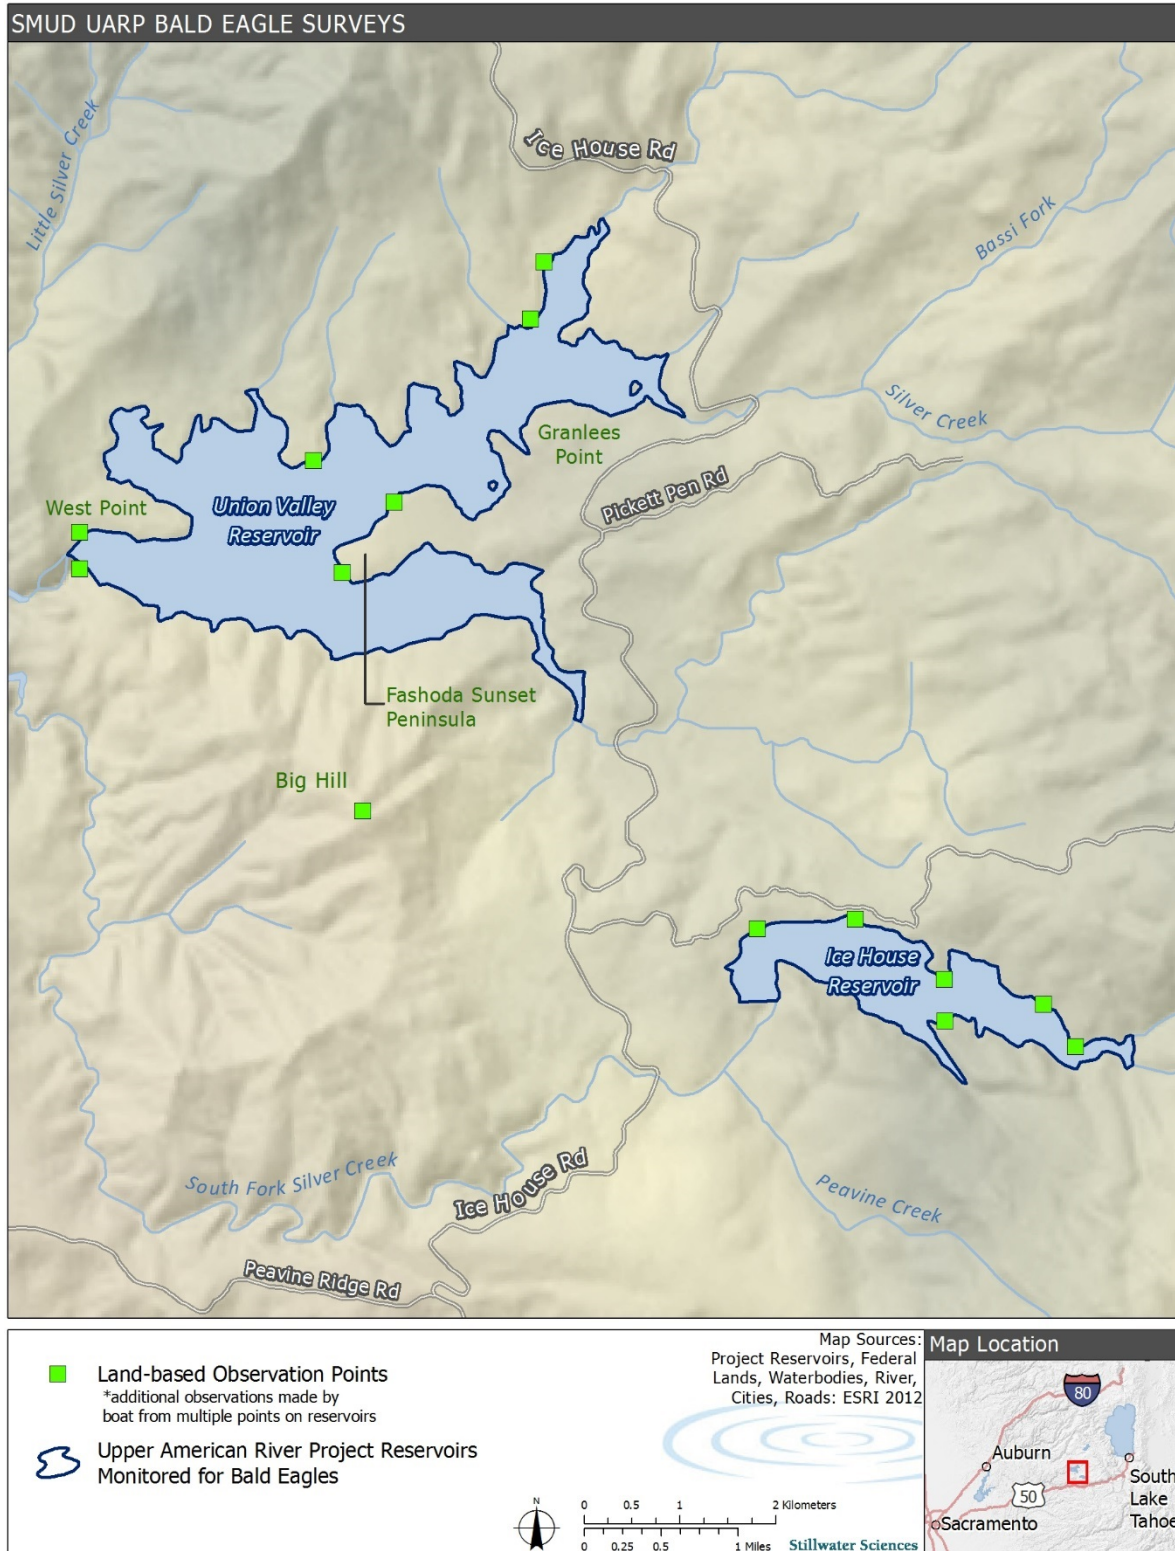 SMUD UARP BALD EAGLE SURVEYS
Ice House Rd
Little Silver Creek
Bassi Fork
Silver Creek
Granlees
Point
Pickett Pen Rd
West Point
Union Valley
Reservoir
Fashoda Sunset
Peninsula
Big Hill
Ice House
Reservoir
South Fork Silver Creek
Ice House Rd
Peavine Creek
Peavine Ridge Rd
Land-based Observation Points
*additional observations made by
boat from multiple points on reservoirs
Upper American River Project Reservoirs
Monitored for Bald Eagles
Map Sources:
Project Reservoirs, Federal
Lands, Waterbodies, River,
Cities, Roads: ESRI 2012
N
0 0.5 1 2 Kilometers
0 0.25 0.5 1 Miles
Stillwater Sciences
Map Location
80
Auburn
50
South
Lake
Tahoe
Sacramento